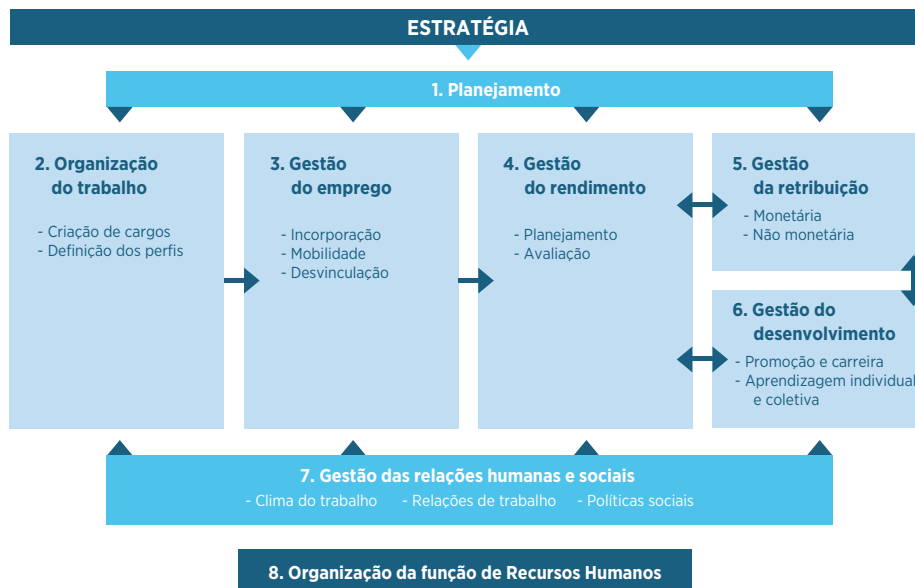 ESTRATÉGIA
1. Planejamento
2. Organização
do trabalho
- Criação de cargos
- Definição dos perfis
3. Gestão
do emprego
- Incorporação
- Mobilidade
- Desvinculação
4. Gestão
do rendimento
- Planejamento
- Avaliação
5. Gestão
da retribuição
- Monetária
- Não monetária
6. Gestão do
desenvolvimento
- Promoção e carreira
- Aprendizagem individual
e coletiva
7. Gestão das relações humanas e sociais
- Clima do trabalho - Relações de trabalho - Políticas sociais
8. Organização da função de Recursos Humanos